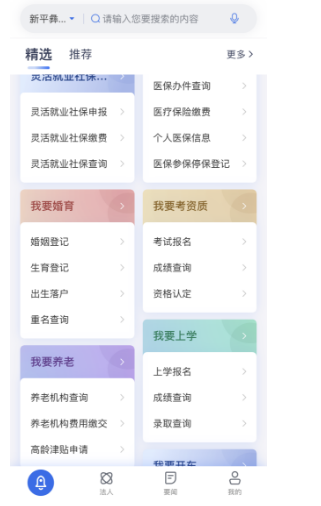 新平彝... 请输入您要搜索的内容
精选 推荐 更多
灵活就业社保...
灵活就业社保申报
灵活就业社保缴费
灵活就业社保查询
医保办件查询
医疗保险缴费
个人医保信息
医保参保停保登记
我要婚育
婚姻登记
生育登记
出生落户
重名查询
我要考资质
考试报名
成绩查询
资格认定
我要养老
养老机构查询
养老机构费用缴交
高龄津贴申请
我要上学
上学报名
成绩查询
录取查询
我要开车
法人 要闻 我的